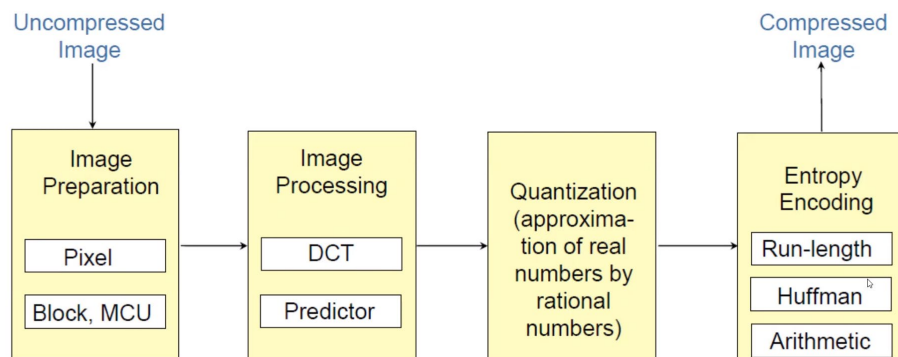 Uncompressed
Image
Compressed
Image
Image
Preparation
Pixel
Block, MCU
Image
Processing
DCT
Predictor
Quantization
(approxima-
tion of real
numbers by
rational
numbers)
Entropy
Encoding
Run-length
Huffman
Arithmetic